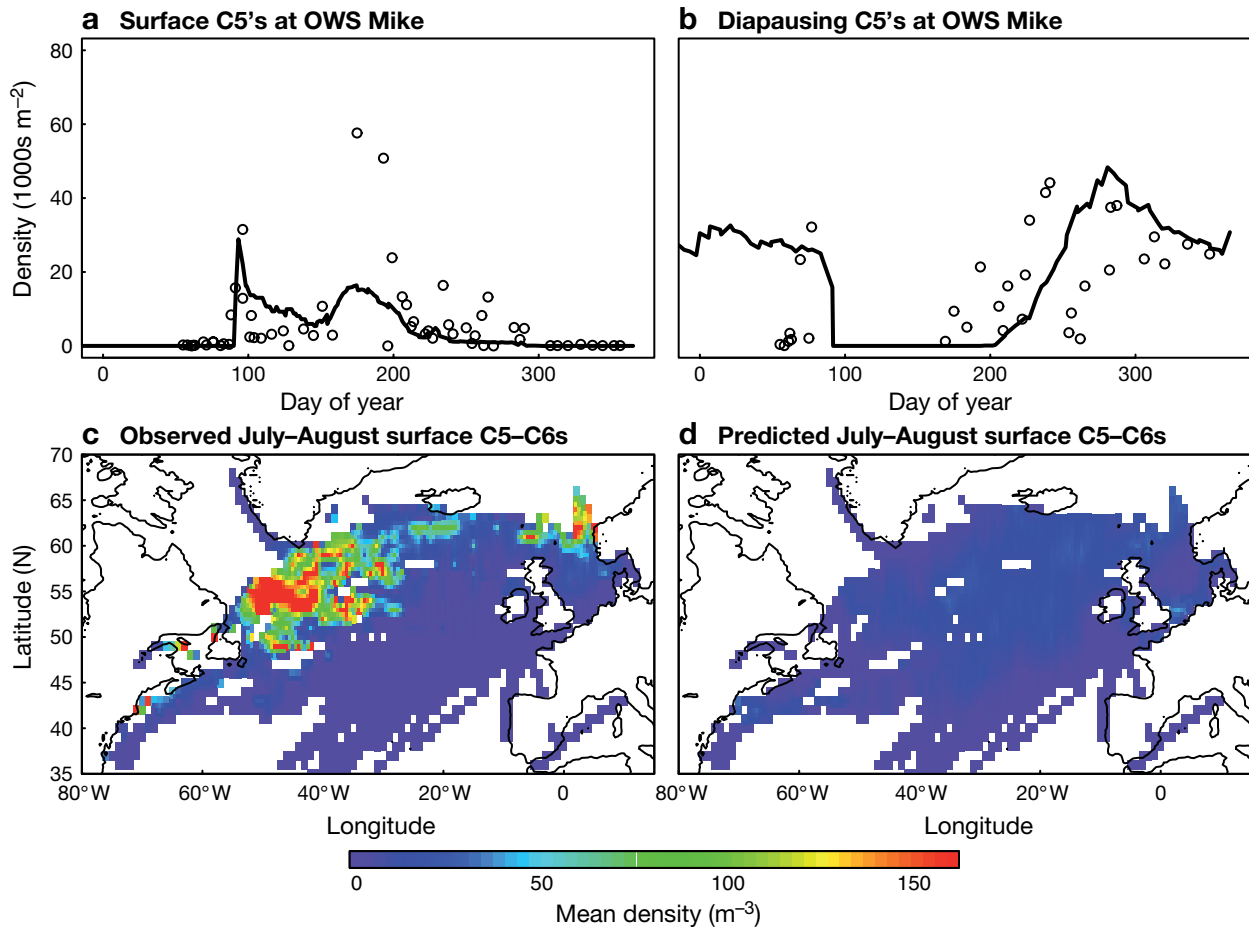 a Surface C5's at OWS Mike
b Diapausing C5's at OWS Mike
80
60
40
20
0
Density (1000s m−2)
0 100 200 300
Day of year
0 100 200 300
Day of year
c Observed July–August surface C5–C6s
d Predicted July–August surface C5–C6s
70
65
60
55
50
45
40
35
Latitude (N)
80°W 60°W 40°W 20°W 0
Longitude
80°W 60°W 40°W 20°W 0
Longitude
0 50 100 150
Mean density (m−3)